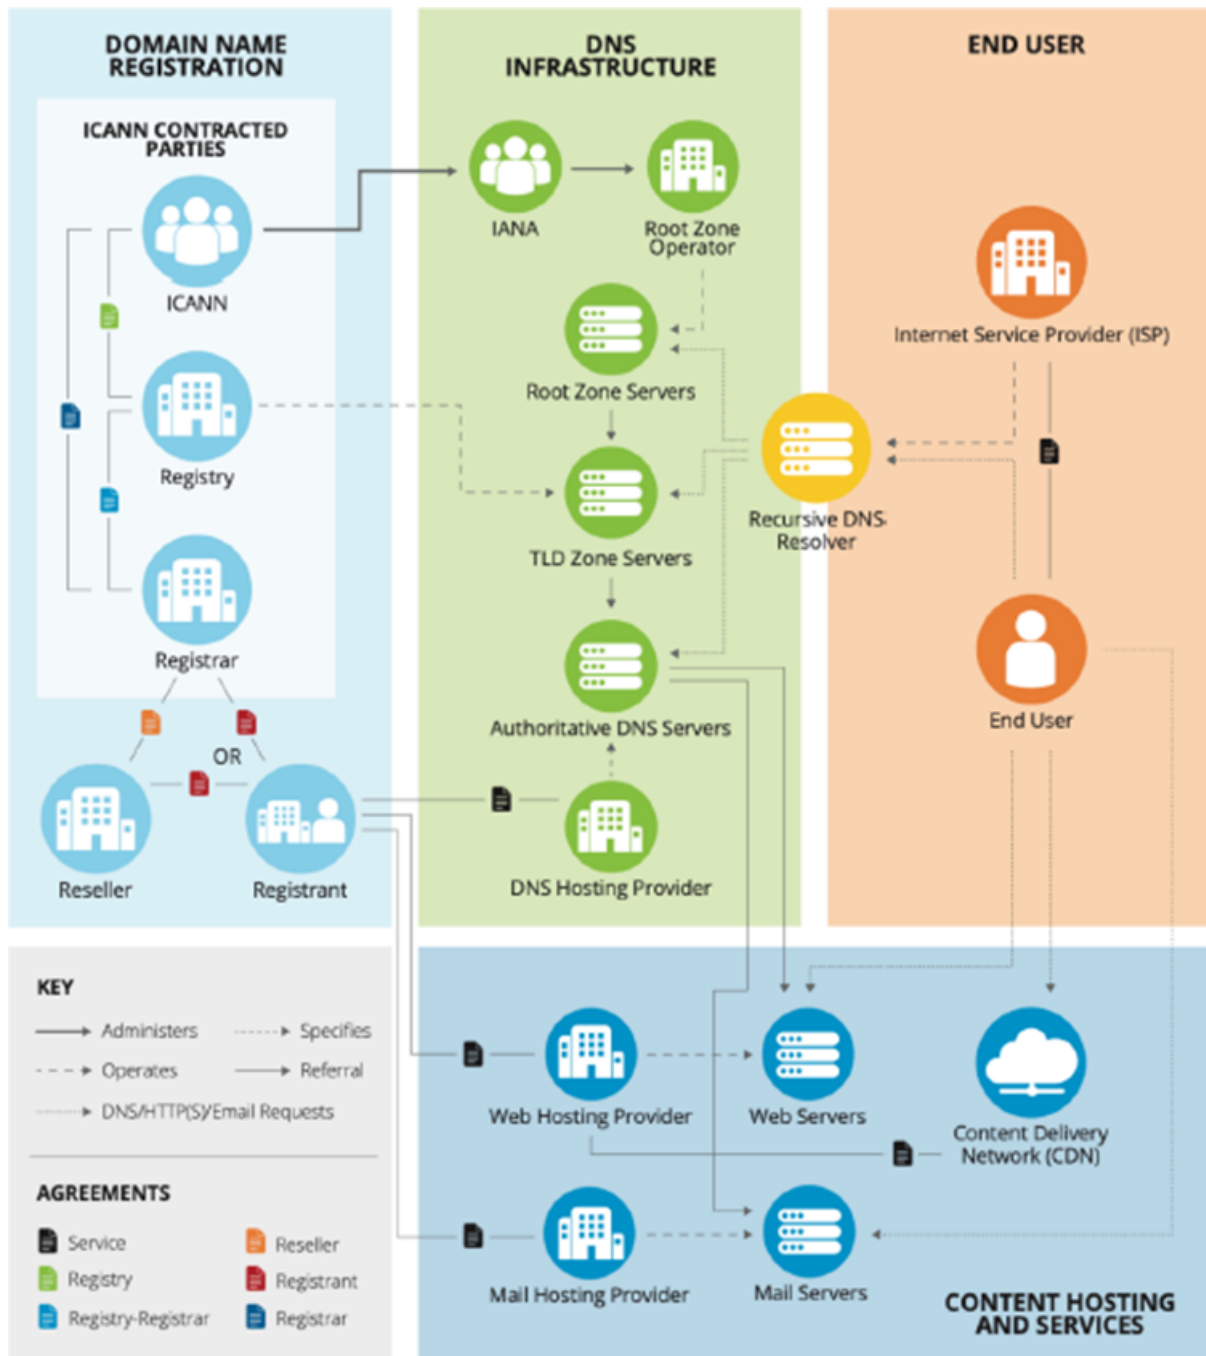 DOMAIN NAME
REGISTRATION
ICANN CONTRACTED
PARTIES
ICANN
Registry
Registrar
OR
Reseller
Registrant
DNS
INFRASTRUCTURE
IANA
Root Zone
Operator
Root Zone Servers
TLD Zone Servers
Authoritative DNS Servers
DNS Hosting Provider
Recursive DNS
Resolver
END USER
Internet Service Provider (ISP)
End User
KEY
Administers
Specifies
Operates
Referral
DNS/HTTP(S)/Email Requests
AGREEMENTS
Service
Reseller
Registry
Registrant
Registry-Registrar
Registrar
Web Hosting Provider
Web Servers
Content Delivery
Network (CDN)
Mail Hosting Provider
Mail Servers
CONTENT HOSTING
AND SERVICES